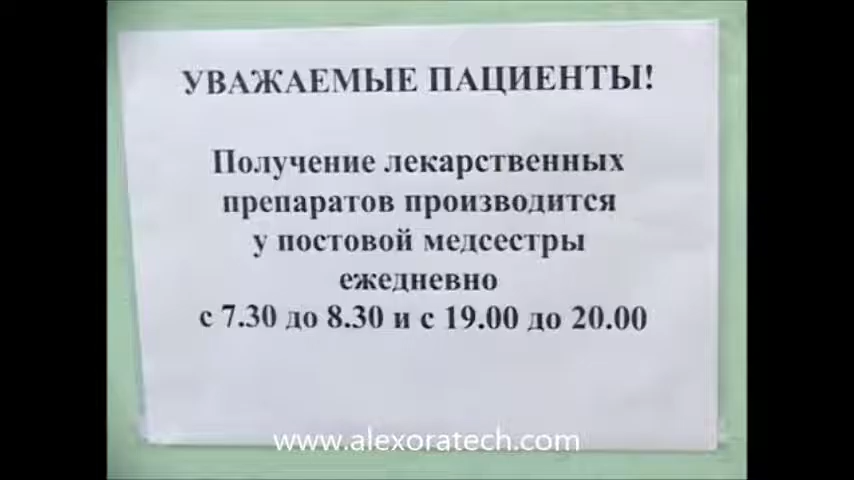 УВАЖАЕМЫЕ ПАЦИЕНТЫ!
Получение лекарственных
препаратов производится
у постовой медсестры
ежедневно
с 7.30 до 8.30 и с 19.00 до 20.00
www.alexoratech.com